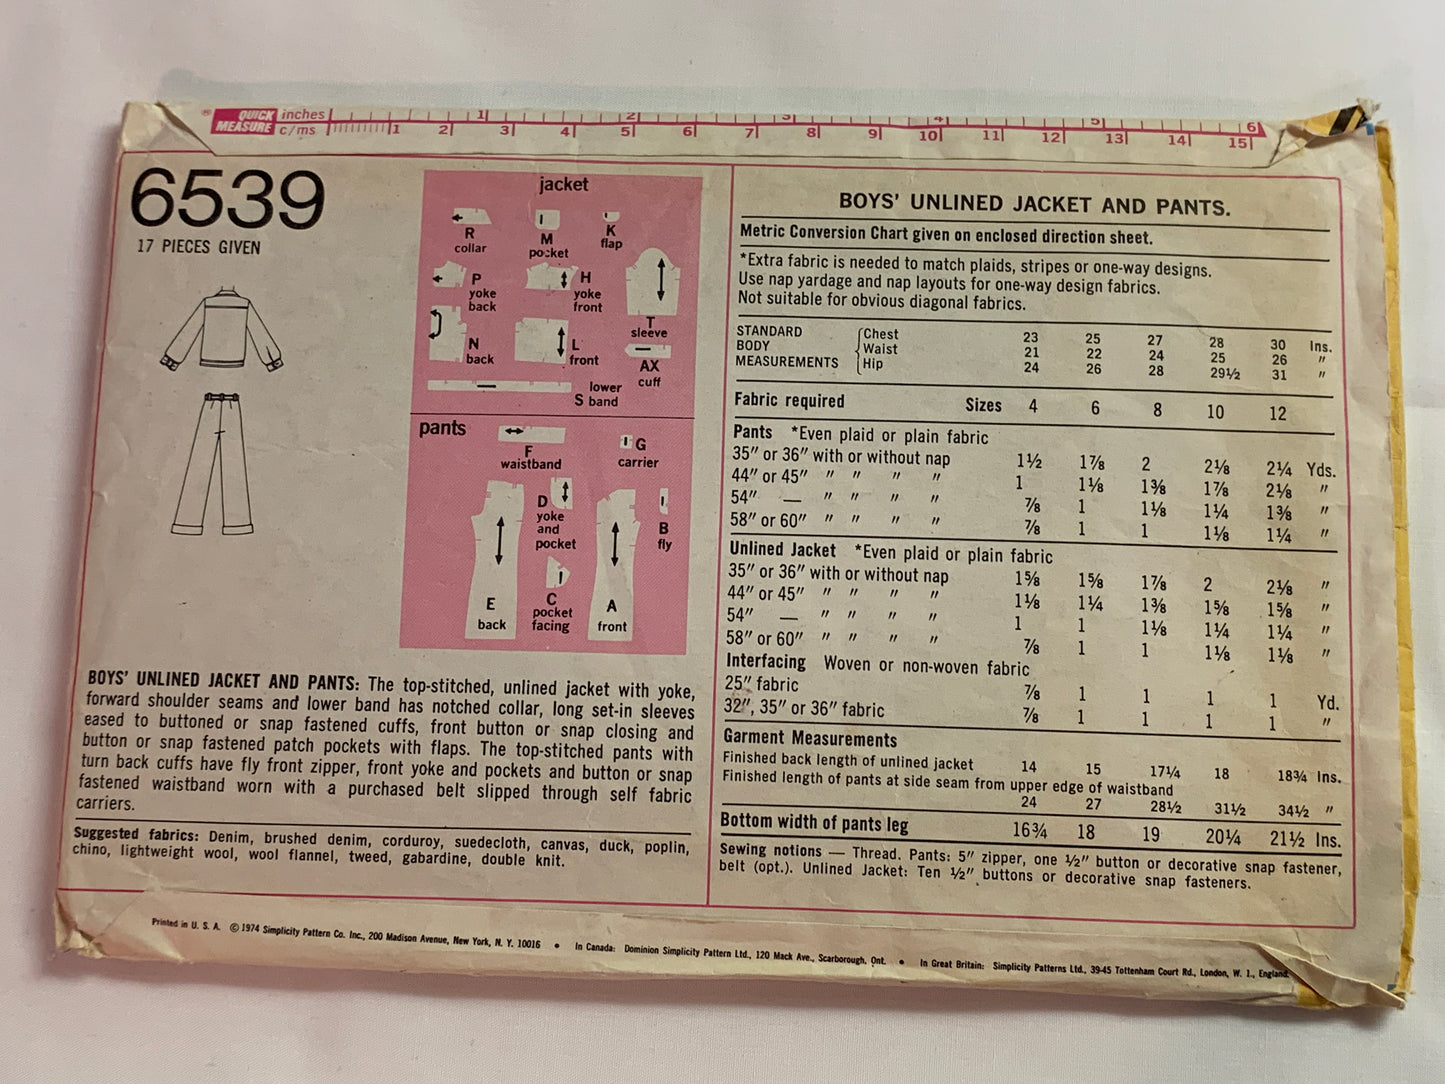 ® QUICK MEASURE inches 1 2 3 4 5 6
c/ms 1 2 3 4 5 6 7 8 9 10 11 12 13 14 15
6539
17 PIECES GIVEN
jacket
R collar
M pocket
K flap
P yoke back
H yoke front
T sleeve
N back
L front
AX cuff
S lower band
pants
F waistband
G carrier
D yoke and pocket
B fly
C pocket facing
E back
A front
BOYS' UNLINED JACKET AND PANTS: The top-stitched, unlined jacket with yoke,
forward shoulder seams and lower band has notched collar, long set-in sleeves
eased to buttoned or snap fastened cuffs, front button or snap closing and
button or snap fastened patch pockets with flaps. The top-stitched pants with
turn back cuffs have fly front zipper, front yoke and pockets and button or snap
fastened waistband worn with a purchased belt slipped through self fabric
carriers.
Suggested fabrics: Denim, brushed denim, corduroy, suedecloth, canvas, duck, poplin,
chino, lightweight wool, wool flannel, tweed, gabardine, double knit.
BOYS' UNLINED JACKET AND PANTS.
Metric Conversion Chart given on enclosed direction sheet.
*Extra fabric is needed to match plaids, stripes or one-way designs.
Use nap yardage and nap layouts for one-way design fabrics.
Not suitable for obvious diagonal fabrics.
STANDARD { Chest 23 25 27 28 30 Ins.
BODY Waist 21 22 24 25 26 "
MEASUREMENTS Hip 24 26 28 29½ 31 "
Fabric required Sizes 4 6 8 10 12
Pants *Even plaid or plain fabric
35" or 36" with or without nap 1½ 1⅞ 2 2⅛ 2¼ Yds.
44" or 45" " " " " 1 1⅛ 1⅜ 1⅞ 2⅛ "
54" — " " " " ⅞ 1 1⅛ 1¼ 1⅜ "
58" or 60" " " " " ⅞ 1 1 1⅛ 1¼ "
Unlined Jacket *Even plaid or plain fabric
35" or 36" with or without nap 1⅝ 1⅝ 1⅞ 2 2⅛ "
44" or 45" " " " " 1⅛ 1¼ 1⅜ 1⅝ 1⅝ "
54" — " " " " 1 1 1⅛ 1¼ 1¼ "
58" or 60" " " " " ⅞ 1 1 1⅛ 1⅛ "
Interfacing Woven or non-woven fabric
25" fabric ⅞ 1 1 1 1 Yd.
32", 35" or 36" fabric ⅞ 1 1 1 1 "
Garment Measurements
Finished back length of unlined jacket 14 15 17¼ 18 18¾ Ins.
Finished length of pants at side seam from upper edge of waistband
24 27 28½ 31½ 34½ "
Bottom width of pants leg 16¾ 18 19 20¼ 21½ Ins.
Sewing notions — Thread. Pants: 5" zipper, one ½" button or decorative snap fastener,
belt (opt.). Unlined Jacket: Ten ½" buttons or decorative snap fasteners.
Printed in U. S. A. © 1974 Simplicity Pattern Co. Inc., 200 Madison Avenue, New York, N. Y. 10016 • In Canada: Dominion Simplicity Pattern Ltd., 120 Mack Ave., Scarborough, Ont. • In Great Britain: Simplicity Patterns Ltd., 39-45 Tottenham Court Rd., London, W. 1., England.